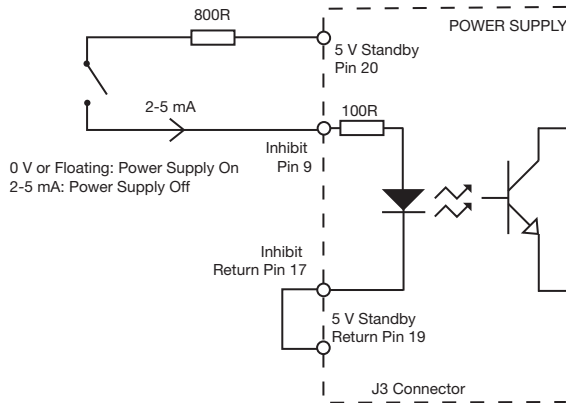 POWER SUPPLY
800R
5 V Standby
Pin 20
2-5 mA
100R
Inhibit
Pin 9
0 V or Floating: Power Supply On
2-5 mA: Power Supply Off
Inhibit
Return Pin 17
5 V Standby
Return Pin 19
J3 Connector